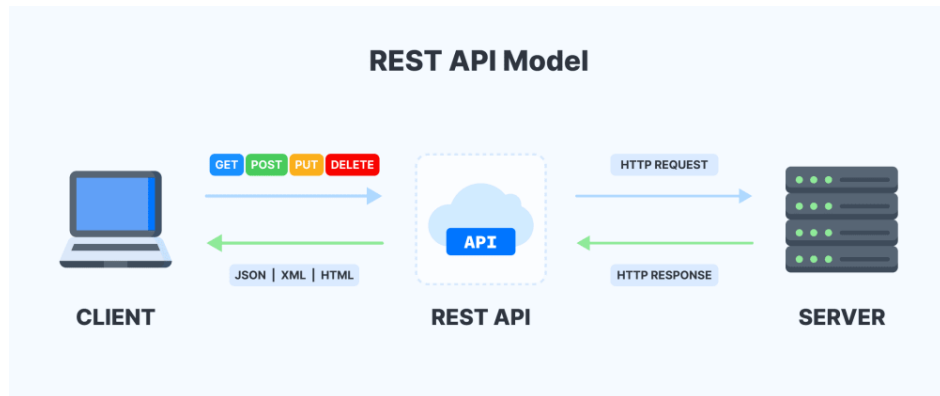 REST API Model
GET POST PUT DELETE
HTTP REQUEST
API
JSON | XML | HTML
HTTP RESPONSE
CLIENT
REST API
SERVER